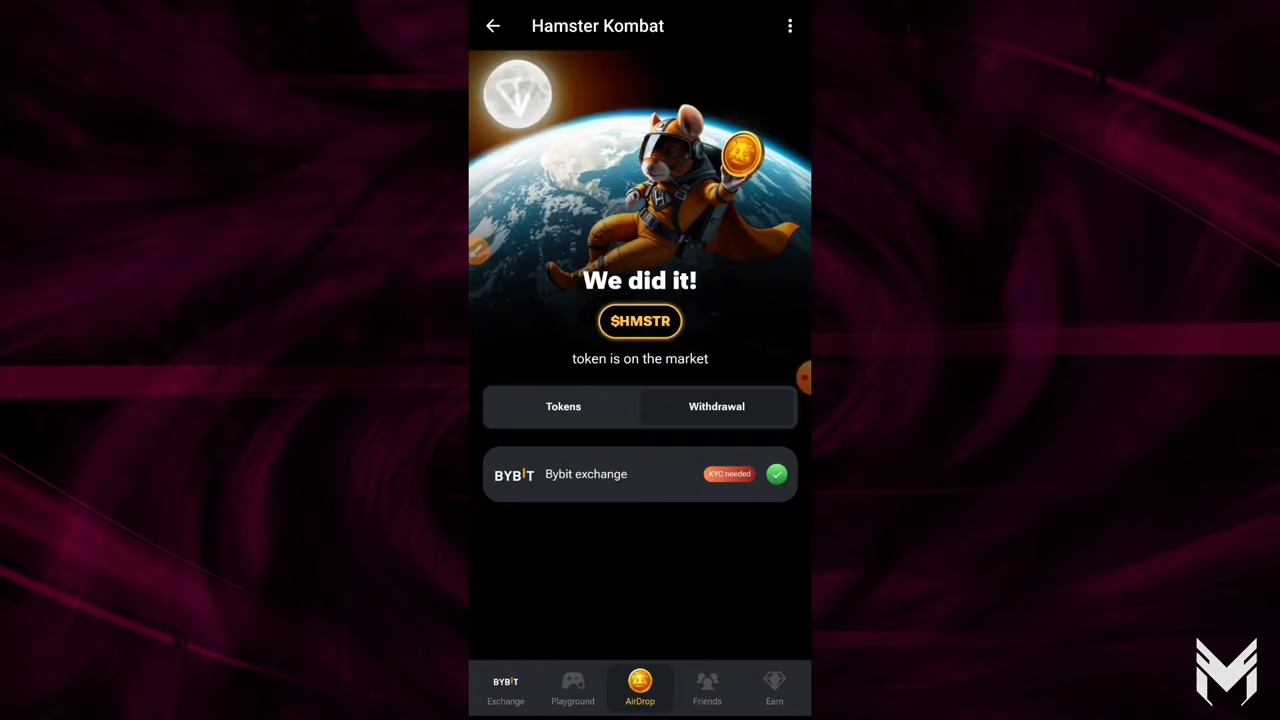 Hamster Kombat
We did it!
$HMSTR
token is on the market
Tokens Withdrawal
BYBIT Bybit exchange KYC needed
BYBIT
Exchange Playground AirDrop Friends Earn